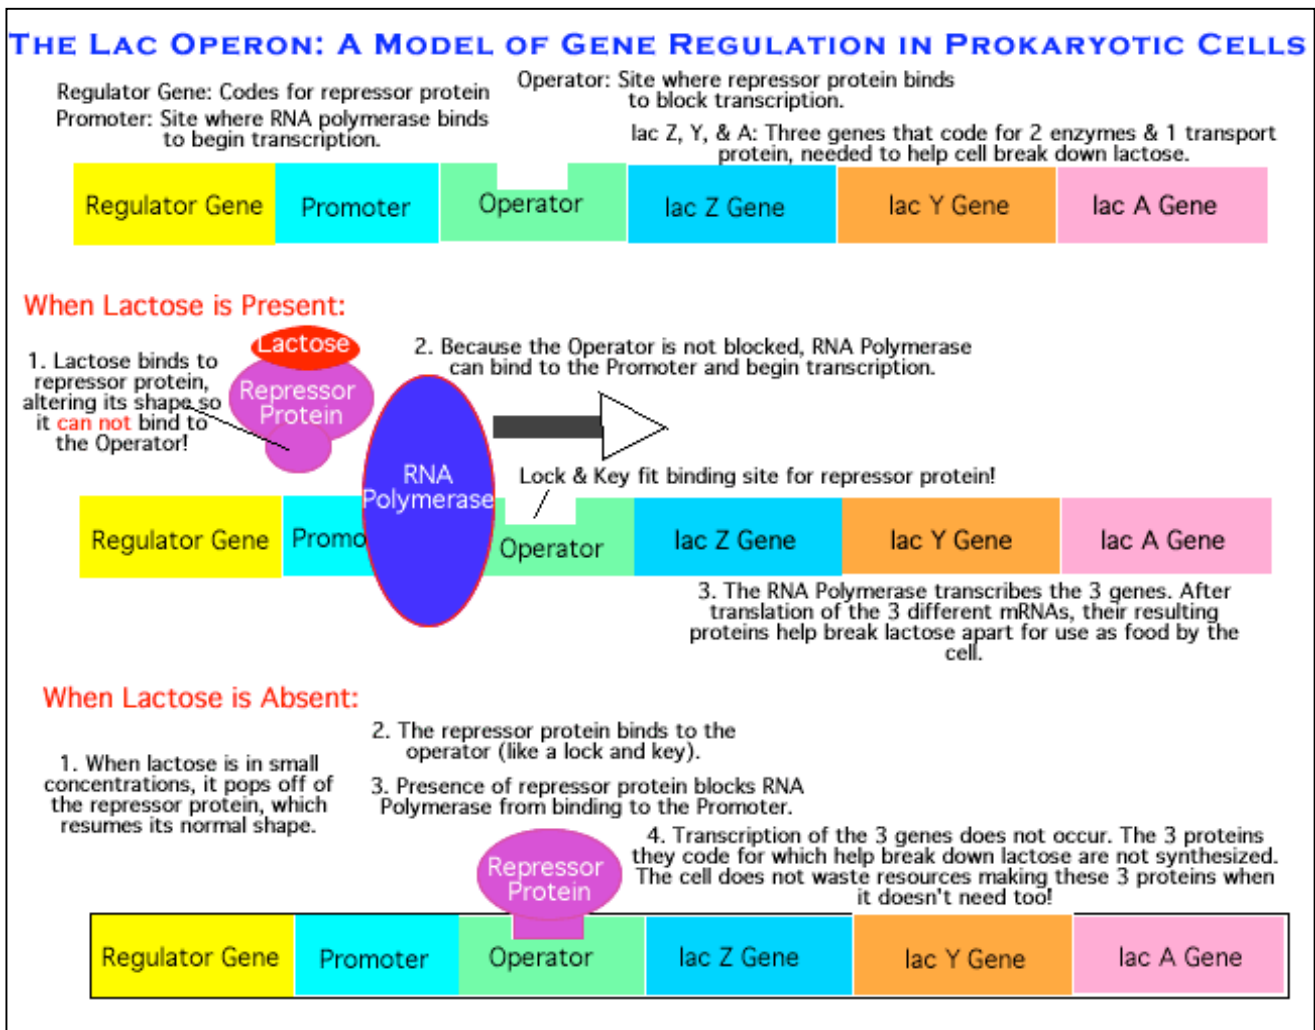 THE LAC OPERON: A MODEL OF GENE REGULATION IN PROKARYOTIC CELLS
Regulator Gene: Codes for repressor protein
Promoter: Site where RNA polymerase binds
to begin transcription.
Operator: Site where repressor protein binds
to block transcription.
lac Z, Y, & A: Three genes that code for 2 enzymes & 1 transport
protein, needed to help cell break down lactose.
Regulator Gene
Promoter
Operator
lac Z Gene
lac Y Gene
lac A Gene
When Lactose is Present:
1. Lactose binds to
repressor protein,
altering its shape so
it can not bind to
the Operator!
Lactose
Repressor
Protein
2. Because the Operator is not blocked, RNA Polymerase
can bind to the Promoter and begin transcription.
RNA
Polymerase
Lock & Key fit binding site for repressor protein!
Regulator Gene
Promo
Operator
lac Z Gene
lac Y Gene
lac A Gene
3. The RNA Polymerase transcribes the 3 genes. After
translation of the 3 different mRNAs, their resulting
proteins help break lactose apart for use as food by the
cell.
When Lactose is Absent:
1. When lactose is in small
concentrations, it pops off of
the repressor protein, which
resumes its normal shape.
2. The repressor protein binds to the
operator (like a lock and key).
3. Presence of repressor protein blocks RNA
Polymerase from binding to the Promoter.
4. Transcription of the 3 genes does not occur. The 3 proteins
they code for which help break down lactose are not synthesized.
The cell does not waste resources making these 3 proteins when
it doesn't need too!
Repressor
Protein
Regulator Gene
Promoter
Operator
lac Z Gene
lac Y Gene
lac A Gene